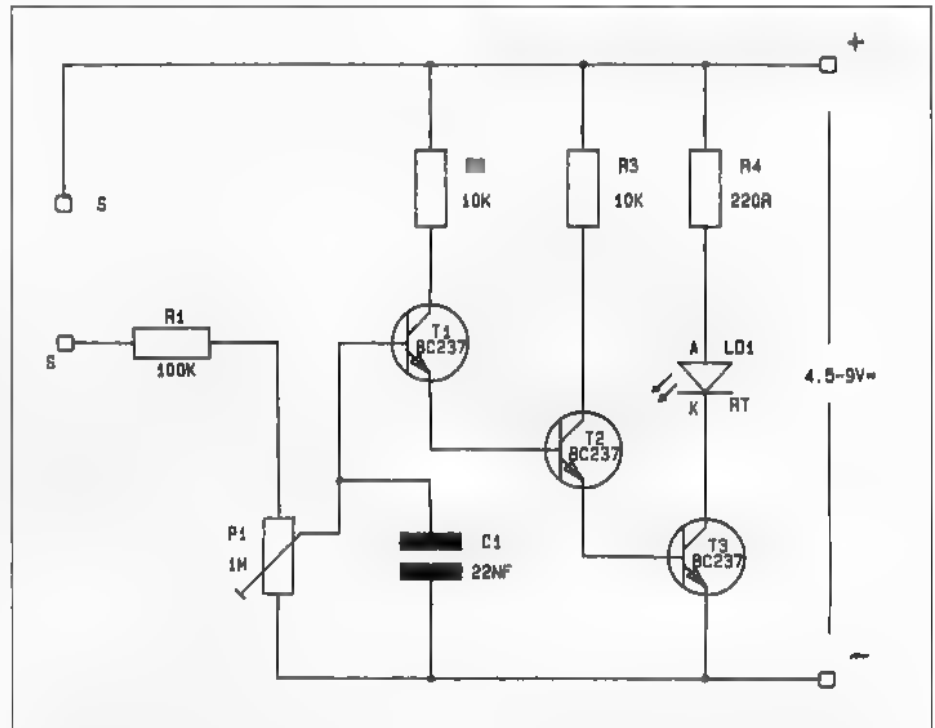 +
R3
R4
10K
10K
220R
S
R1
T1
BC237
S
100K
A
LD1
4.5-9V=
K
RT
T2
BC237
P1
C1
T3
1M
22NF
BC237
-